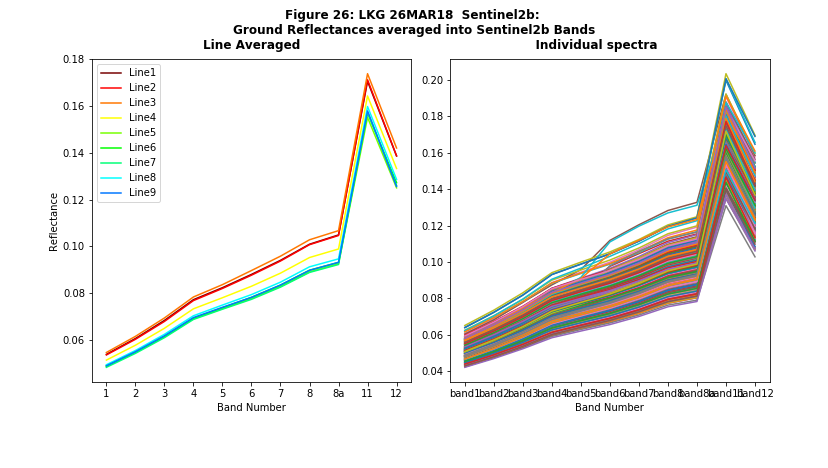 Figure 26: LKG 26MAR18 Sentinel2b:
Ground Reflectances averaged into Sentinel2b Bands
Line Averaged
Individual spectra
0.18
0.16
0.14
0.12
0.10
0.08
0.06
Reflectance
Line1
Line2
Line3
Line4
Line5
Line6
Line7
Line8
Line9
1 2 3 4 5 6 7 8 8a 11 12
Band Number
0.20
0.18
0.16
0.14
0.12
0.10
0.08
0.06
0.04
band1 band2 band3 band4 band5 band6 band7 band8 band8a band11 band12
Band Number